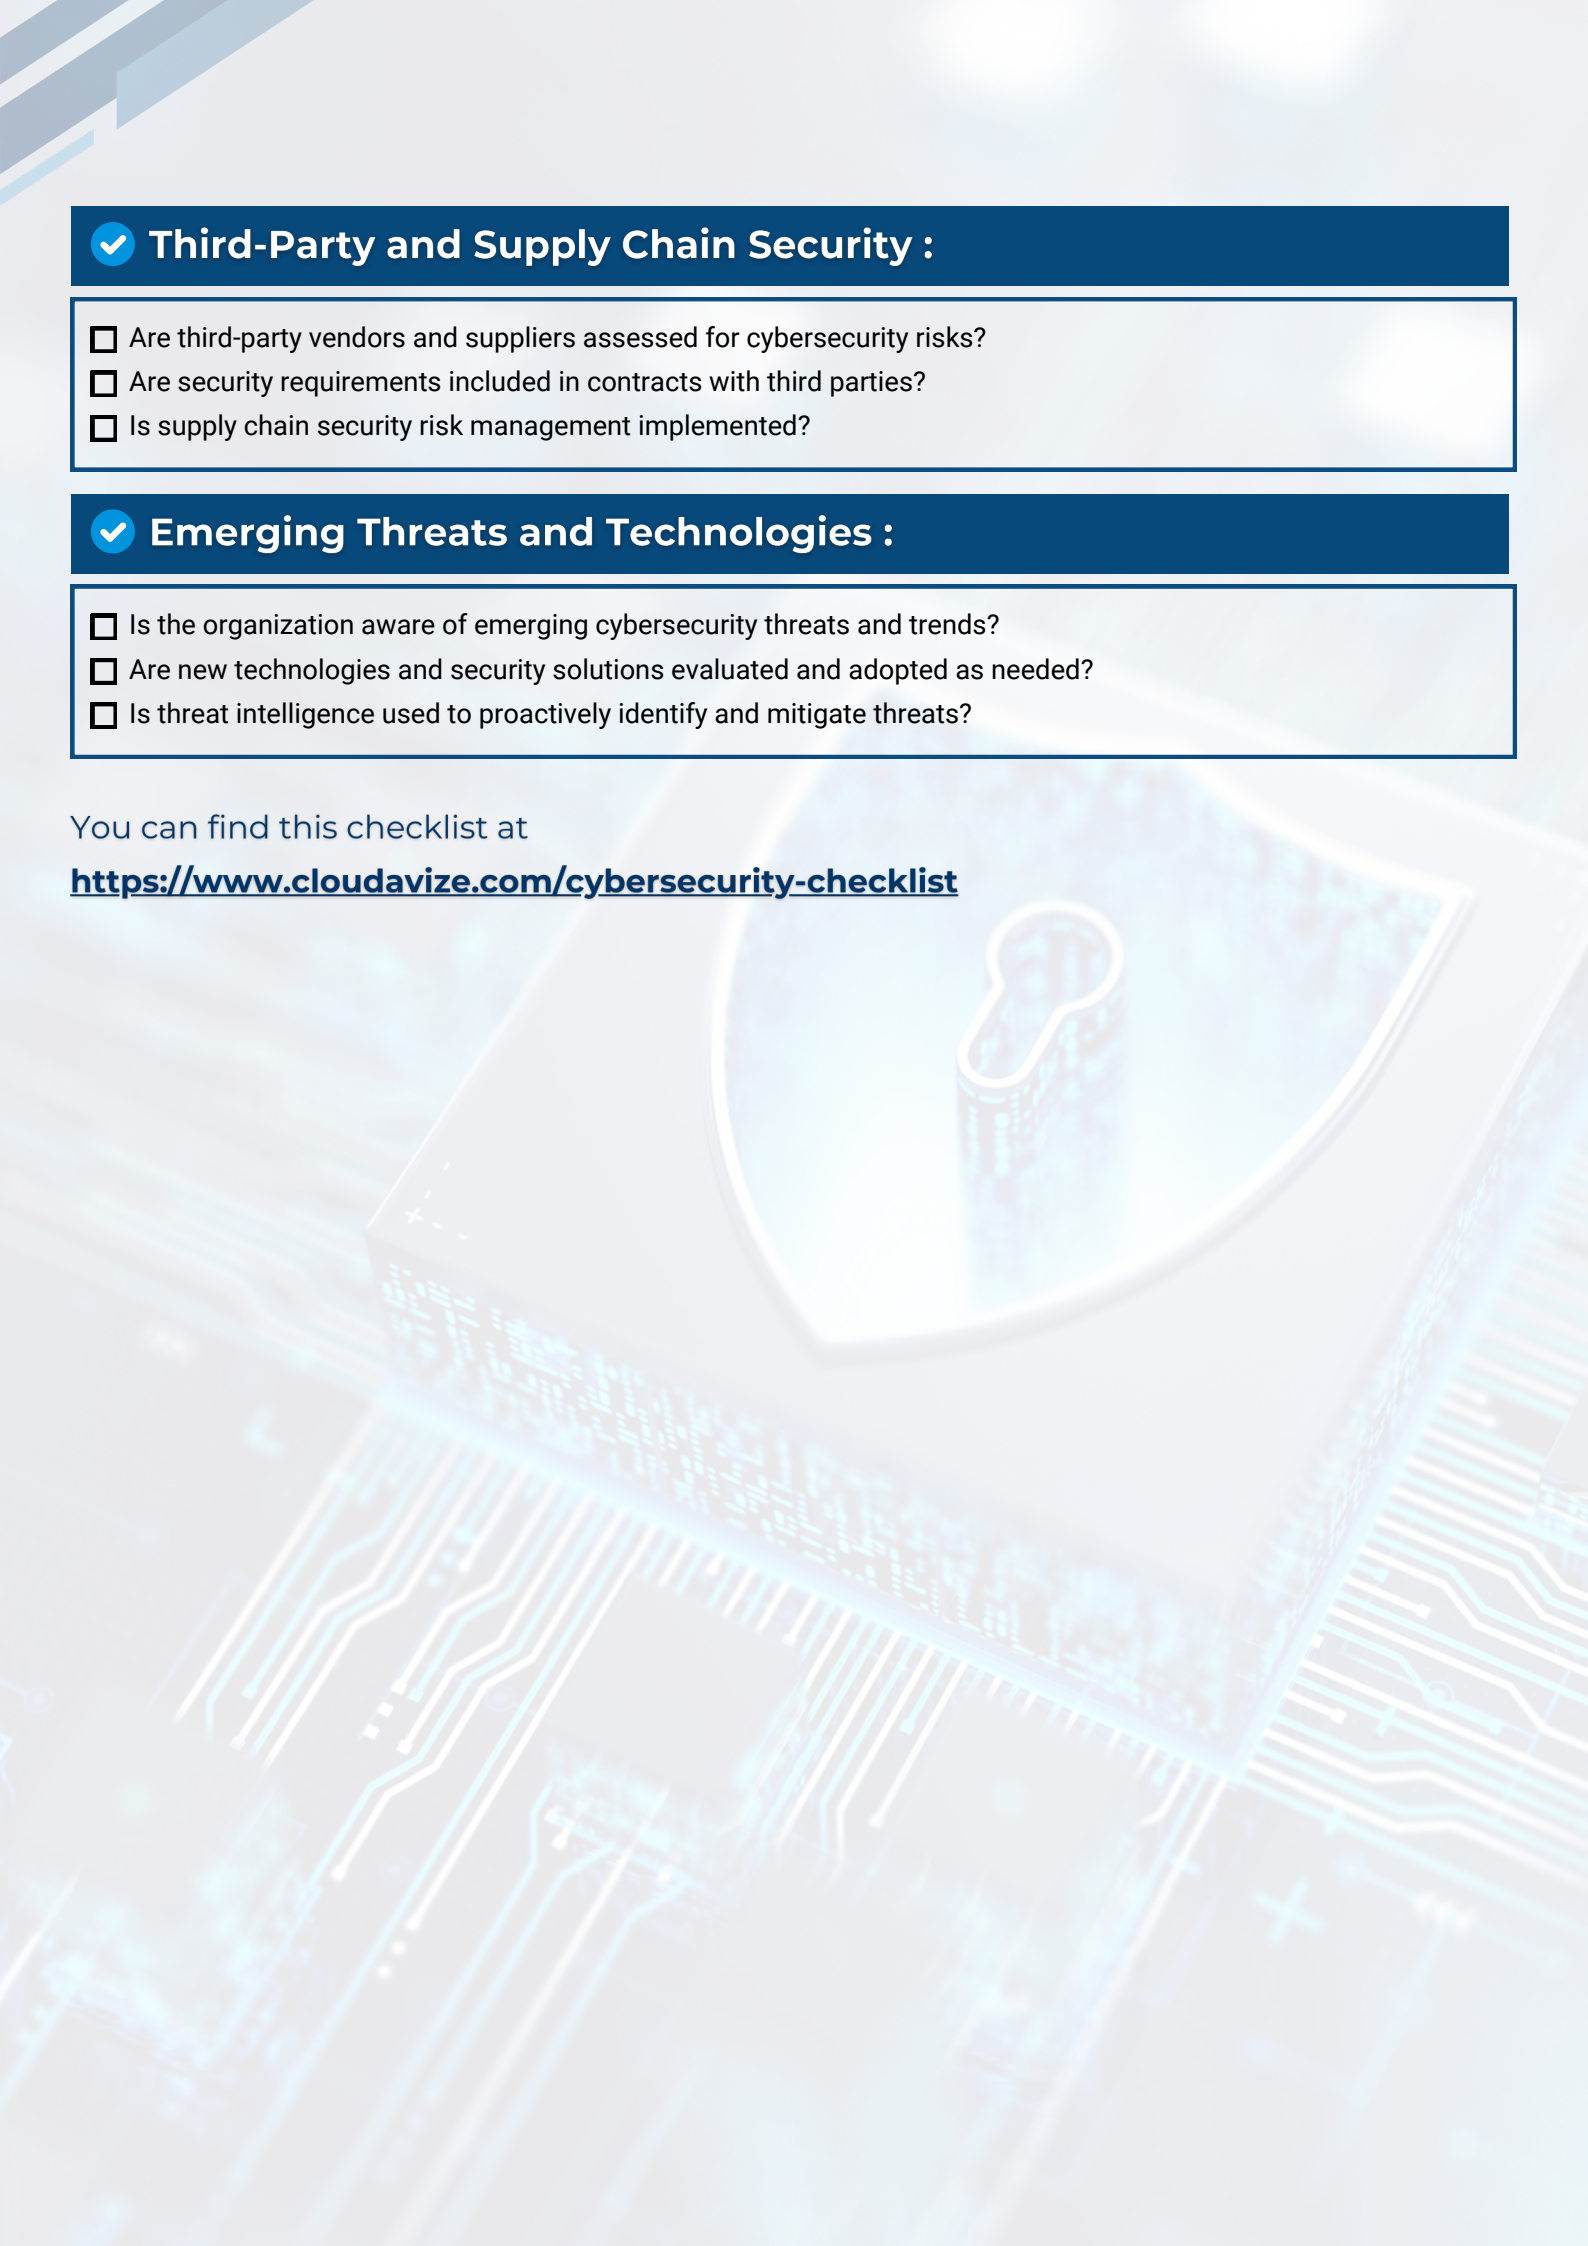 Third-Party and Supply Chain Security :
Are third-party vendors and suppliers assessed for cybersecurity risks?
Are security requirements included in contracts with third parties?
Is supply chain security risk management implemented?
Emerging Threats and Technologies :
Is the organization aware of emerging cybersecurity threats and trends?
Are new technologies and security solutions evaluated and adopted as needed?
Is threat intelligence used to proactively identify and mitigate threats?
You can find this checklist at
https://www.cloudavize.com/cybersecurity-checklist